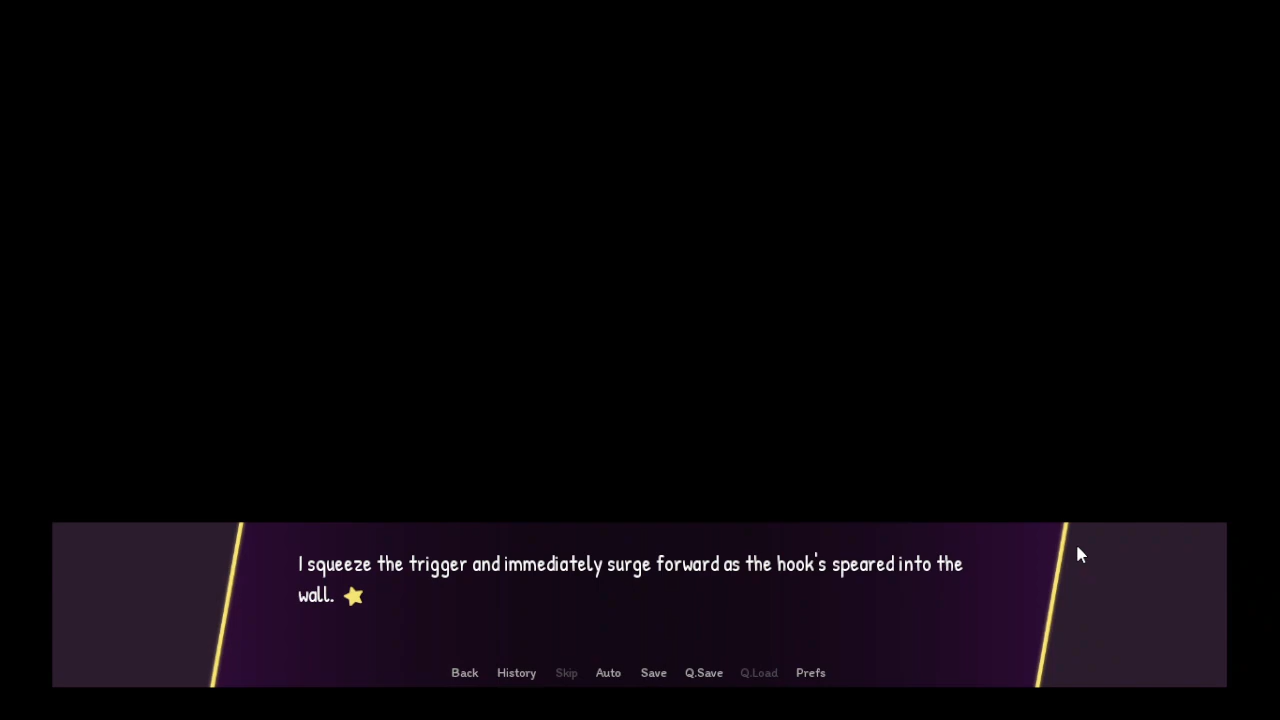 I squeeze the trigger and immediately surge forward as the hook's speared into the
wall.
Back History Skip Auto Save Q.Save Q.Load Prefs